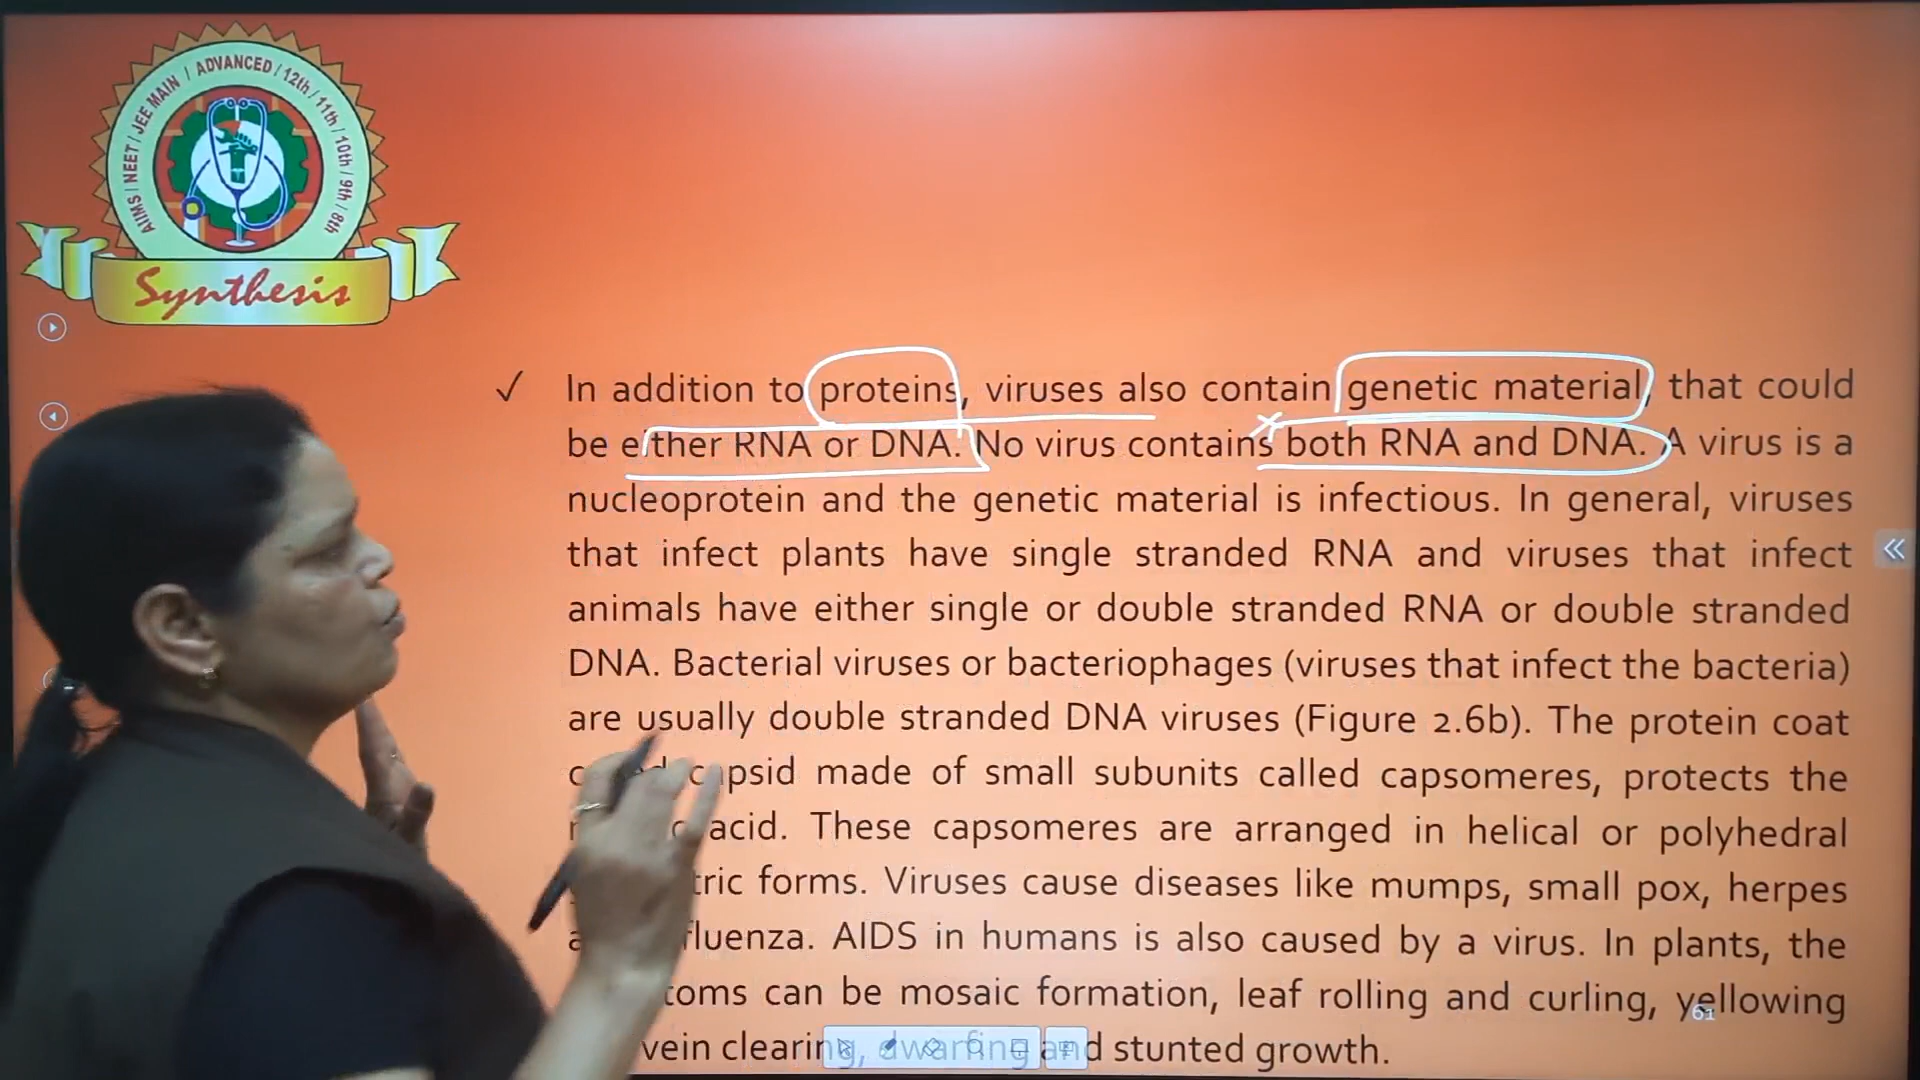 AIIMS / NEET / JEE MAIN / ADVANCED / 12th / 11th / 10th / 9th / 8th
Synthesis
✓ In addition to proteins, viruses also contain genetic material, that could
be either RNA or DNA. No virus contains both RNA and DNA. A virus is a
nucleoprotein and the genetic material is infectious. In general, viruses
that infect plants have single stranded RNA and viruses that infect
animals have either single or double stranded RNA or double stranded
DNA. Bacterial viruses or bacteriophages (viruses that infect the bacteria)
are usually double stranded DNA viruses (Figure 2.6b). The protein coat
capsid made of small subunits called capsomeres, protects the
acid. These capsomeres are arranged in helical or polyhedral
forms. Viruses cause diseases like mumps, small pox, herpes
AIDS in humans is also caused by a virus. In plants, the
can be mosaic formation, leaf rolling and curling, yellowing
vein clearing, dwarfing and stunted growth.
61